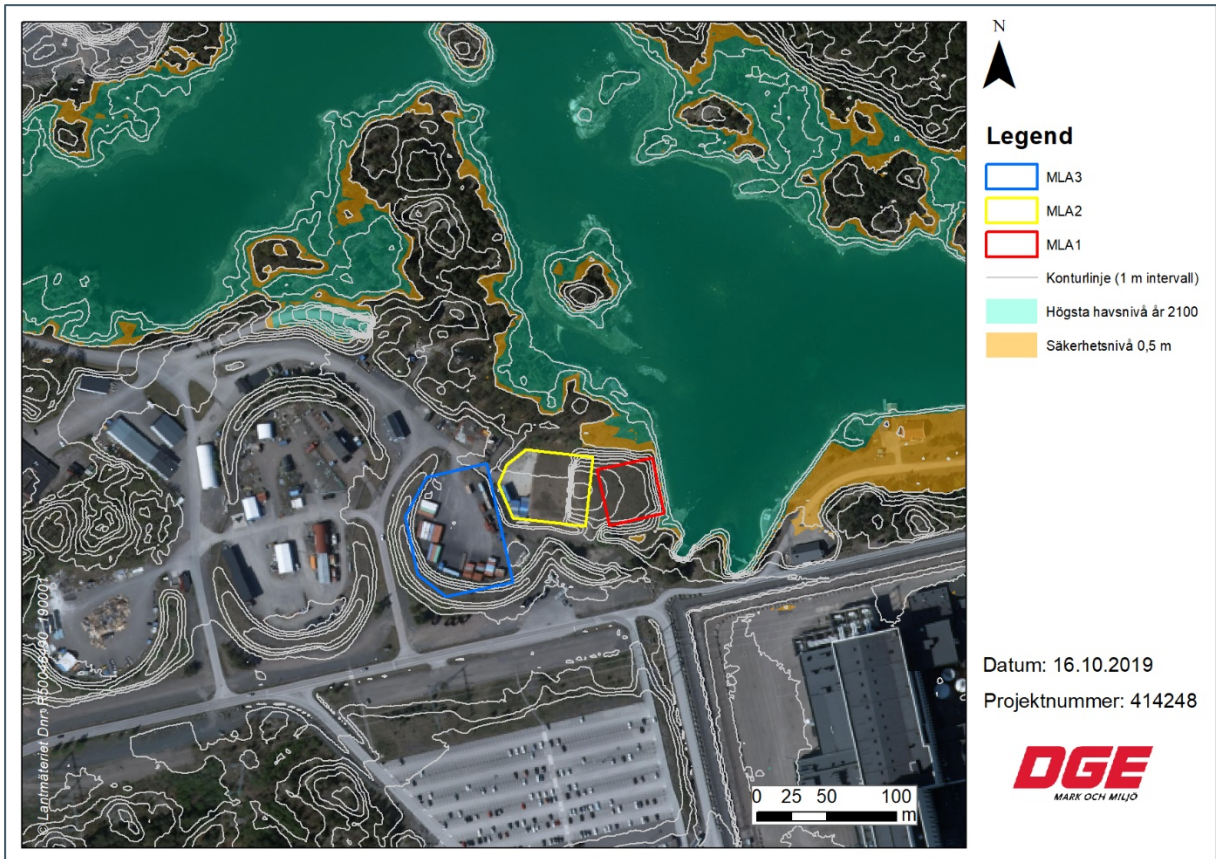 N
Legend
MLA3
MLA2
MLA1
Konturlinje (1 m intervall)
Högsta havsnivå år 2100
Säkerhetsnivå 0,5 m
Datum: 16.10.2019
Projektnummer: 414248
DGE
MARK OCH MILJÖ
0 25 50 100
m
© Lantmäteriet Dnr: